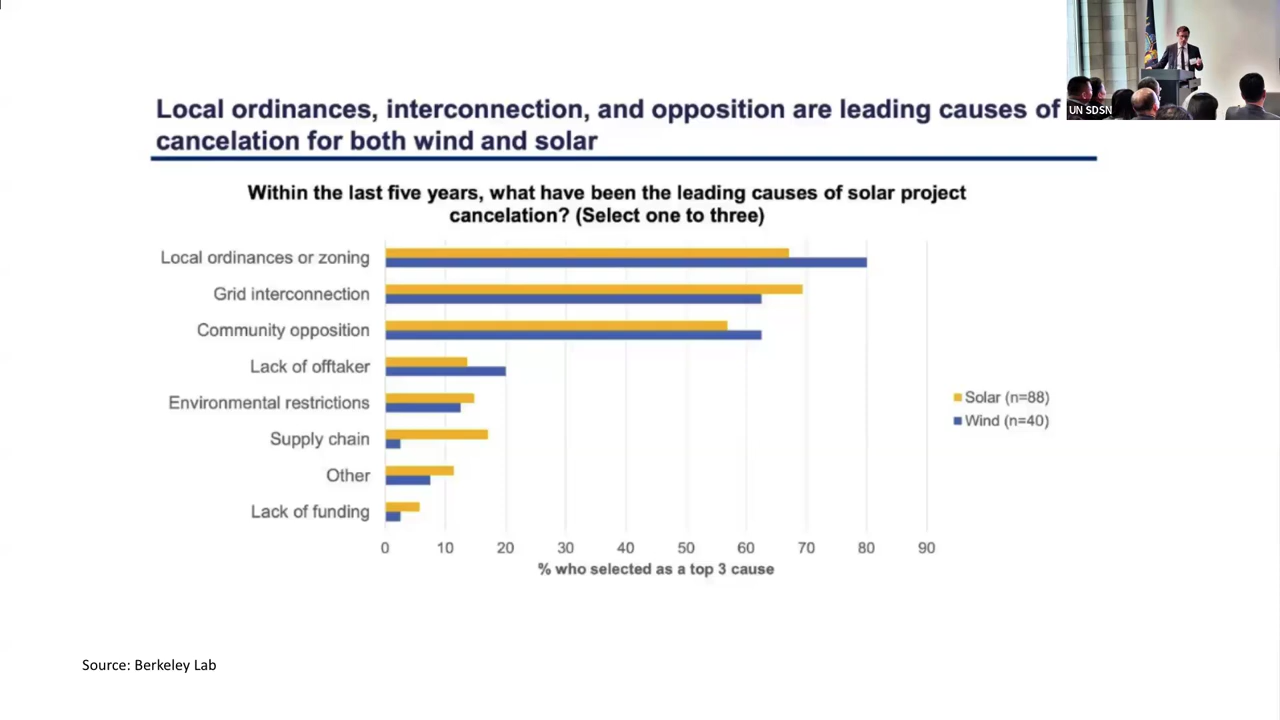 UN SDSN
Local ordinances, interconnection, and opposition are leading causes of
cancelation for both wind and solar
Within the last five years, what have been the leading causes of solar project
cancelation? (Select one to three)
Local ordinances or zoning
Grid interconnection
Community opposition
Lack of offtaker
Environmental restrictions
Supply chain
Other
Lack of funding
Solar (n=88)
Wind (n=40)
0 10 20 30 40 50 60 70 80 90
% who selected as a top 3 cause
Source: Berkeley Lab